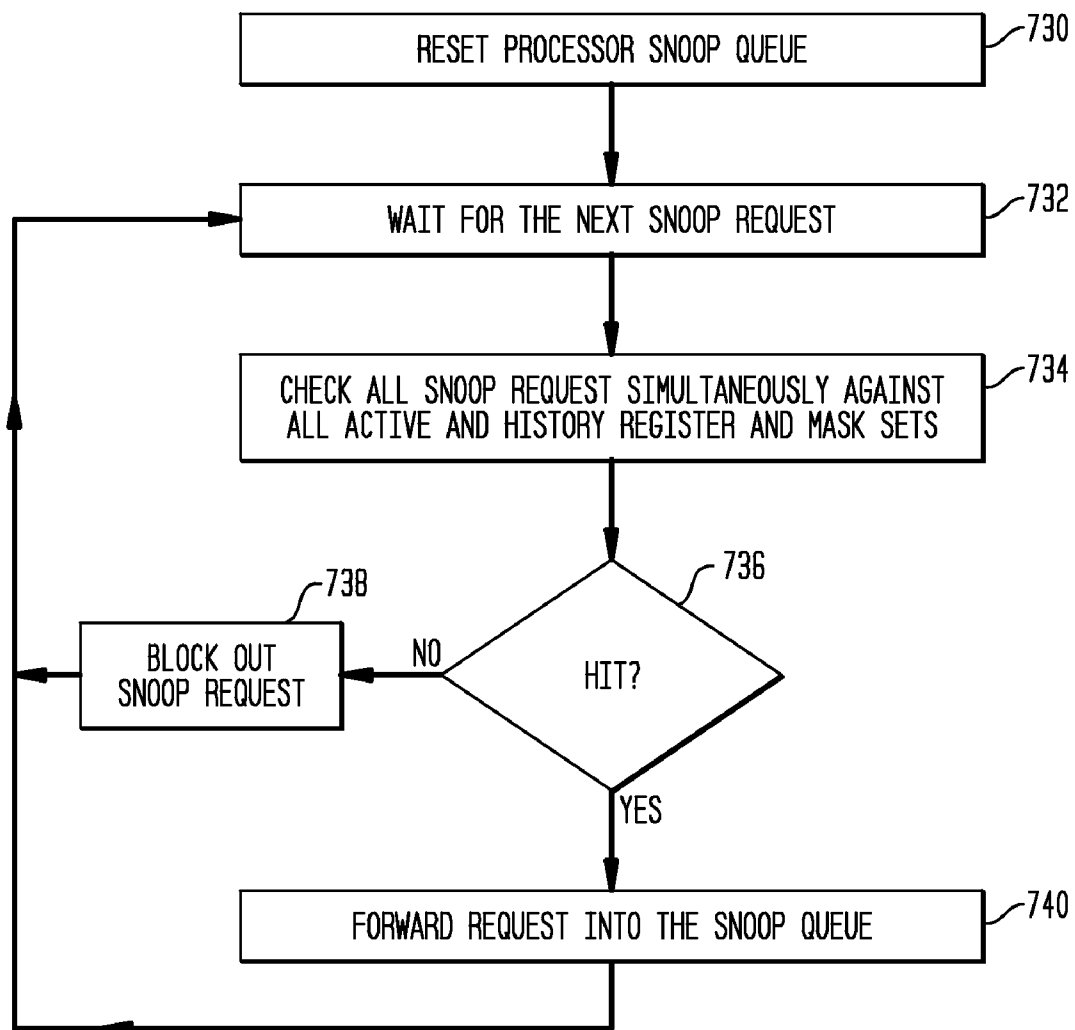 RESET PROCESSOR SNOOP QUEUE
730
WAIT FOR THE NEXT SNOOP REQUEST
732
CHECK ALL SNOOP REQUEST SIMULTANEOUSLY AGAINST
ALL ACTIVE AND HISTORY REGISTER AND MASK SETS
734
736
HIT?
NO
738
BLOCK OUT
SNOOP REQUEST
YES
FORWARD REQUEST INTO THE SNOOP QUEUE
740